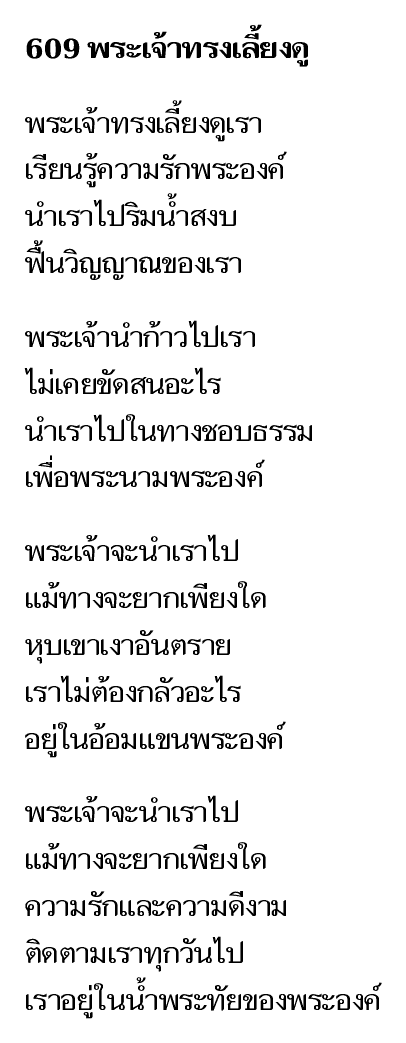 609 พระเจ้าทรงเลี้ยงดู
พระเจ้าทรงเลี้ยงดูเรา
เรียนรู้ความรักพระองค์
นำเราไปริมน้ำสงบ
ฟื้นวิญญาณของเรา
พระเจ้านำก้าวไปเรา
ไม่เคยขัดสนอะไร
นำเราไปในทางชอบธรรม
เพื่อพระนามพระองค์
พระเจ้าจะนำเราไป
แม้ทางจะยากเพียงใด
หุบเขาเงาอันตราย
เราไม่ต้องกลัวอะไร
อยู่ในอ้อมแขนพระองค์
พระเจ้าจะนำเราไป
แม้ทางจะยากเพียงใด
ความรักและความดีงาม
ติดตามเราทุกวันไป
เราอยู่ในน้ำพระทัยของพระองค์